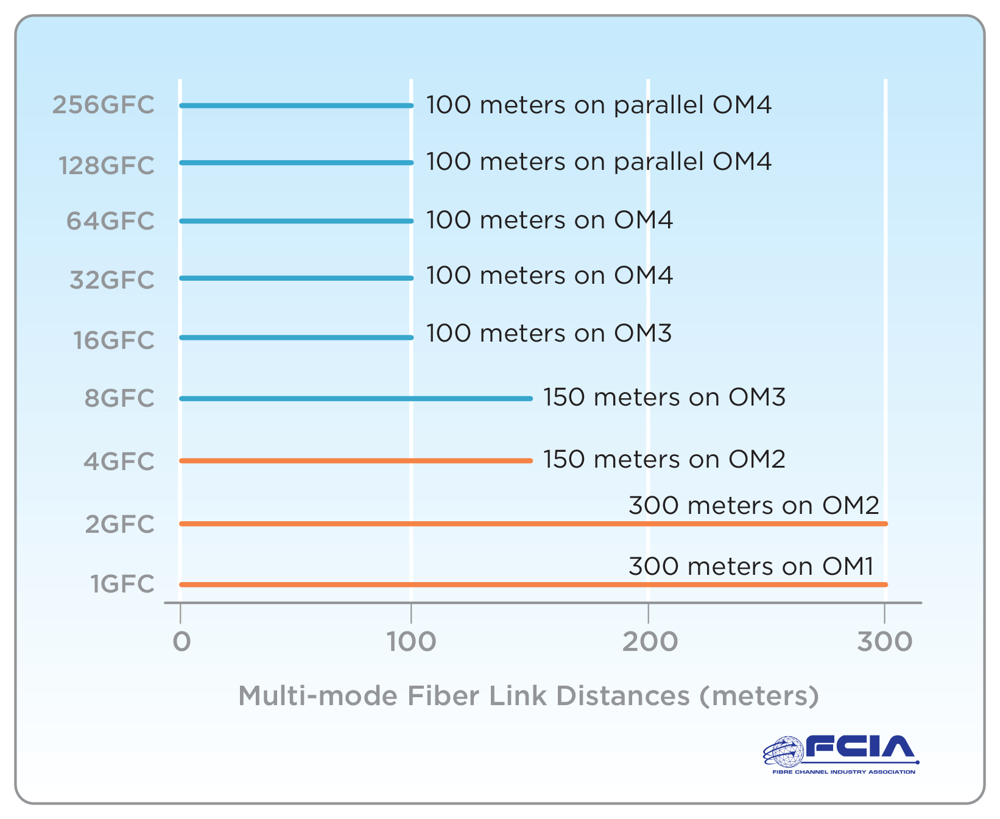 256GFC 100 meters on parallel OM4
128GFC 100 meters on parallel OM4
64GFC 100 meters on OM4
32GFC 100 meters on OM4
16GFC 100 meters on OM3
8GFC 150 meters on OM3
4GFC 150 meters on OM2
2GFC 300 meters on OM2
1GFC 300 meters on OM1
0 100 200 300
Multi-mode Fiber Link Distances (meters)
FCIA
FIBRE CHANNEL INDUSTRY ASSOCIATION